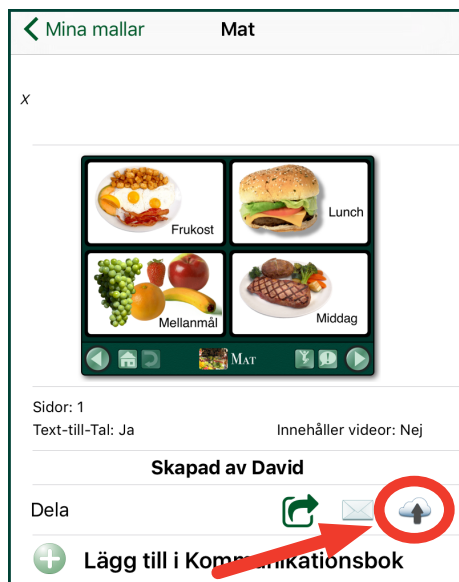 Mina mallar Mat
x
Frukost Lunch
Mellanmål Middag
MAT
Sidor: 1
Text-till-Tal: Ja Innehåller videor: Nej
Skapad av David
Dela
Lägg till i Kommunikationsbok